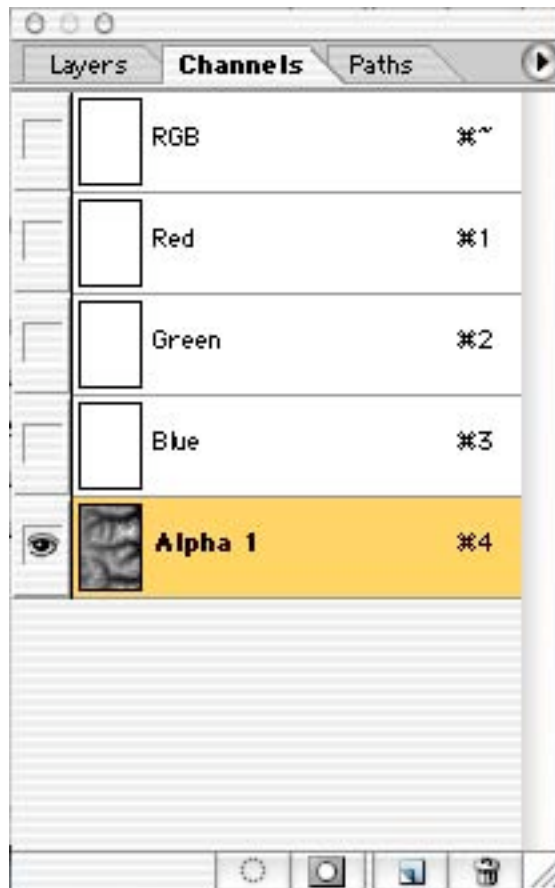 Layers Channels Paths
RGB ⌘~
Red ⌘1
Green ⌘2
Blue ⌘3
Alpha 1 ⌘4